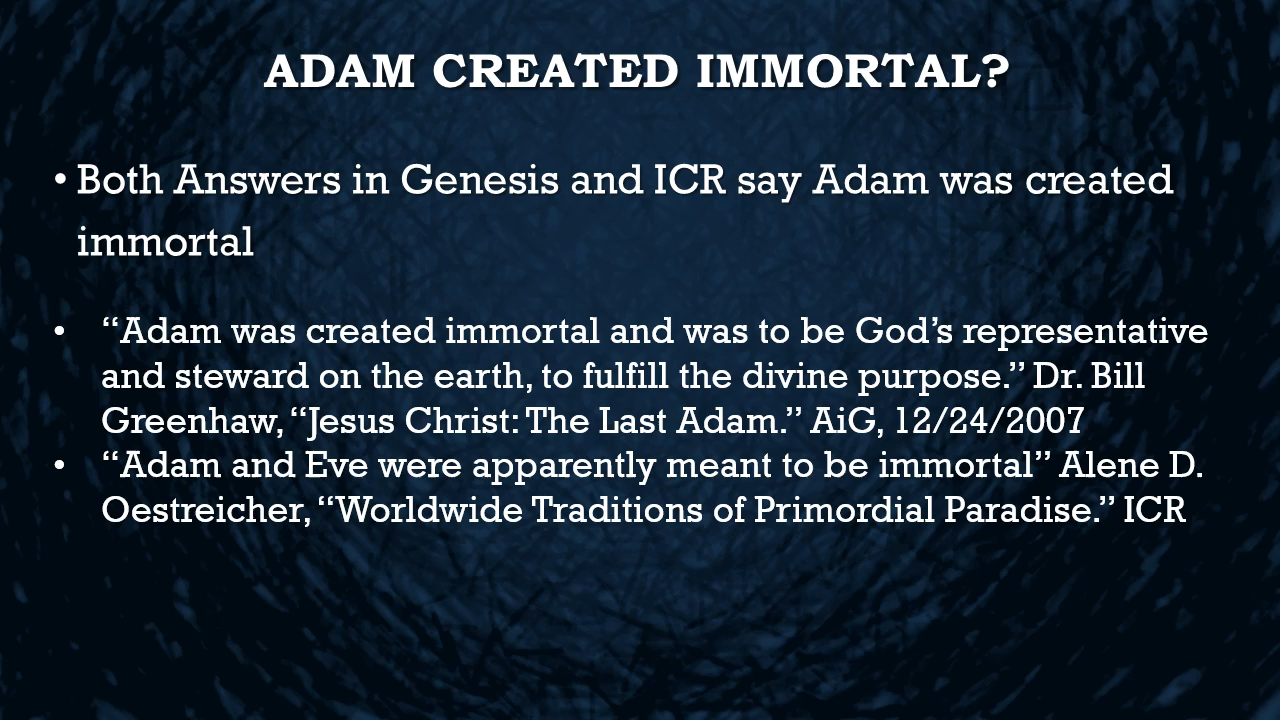 ADAM CREATED IMMORTAL?
• Both Answers in Genesis and ICR say Adam was created
immortal
• “Adam was created immortal and was to be God’s representative
and steward on the earth, to fulfill the divine purpose.” Dr. Bill
Greenhaw, “Jesus Christ: The Last Adam.” AiG, 12/24/2007
• “Adam and Eve were apparently meant to be immortal” Alene D.
Oestreicher, “Worldwide Traditions of Primordial Paradise.” ICR